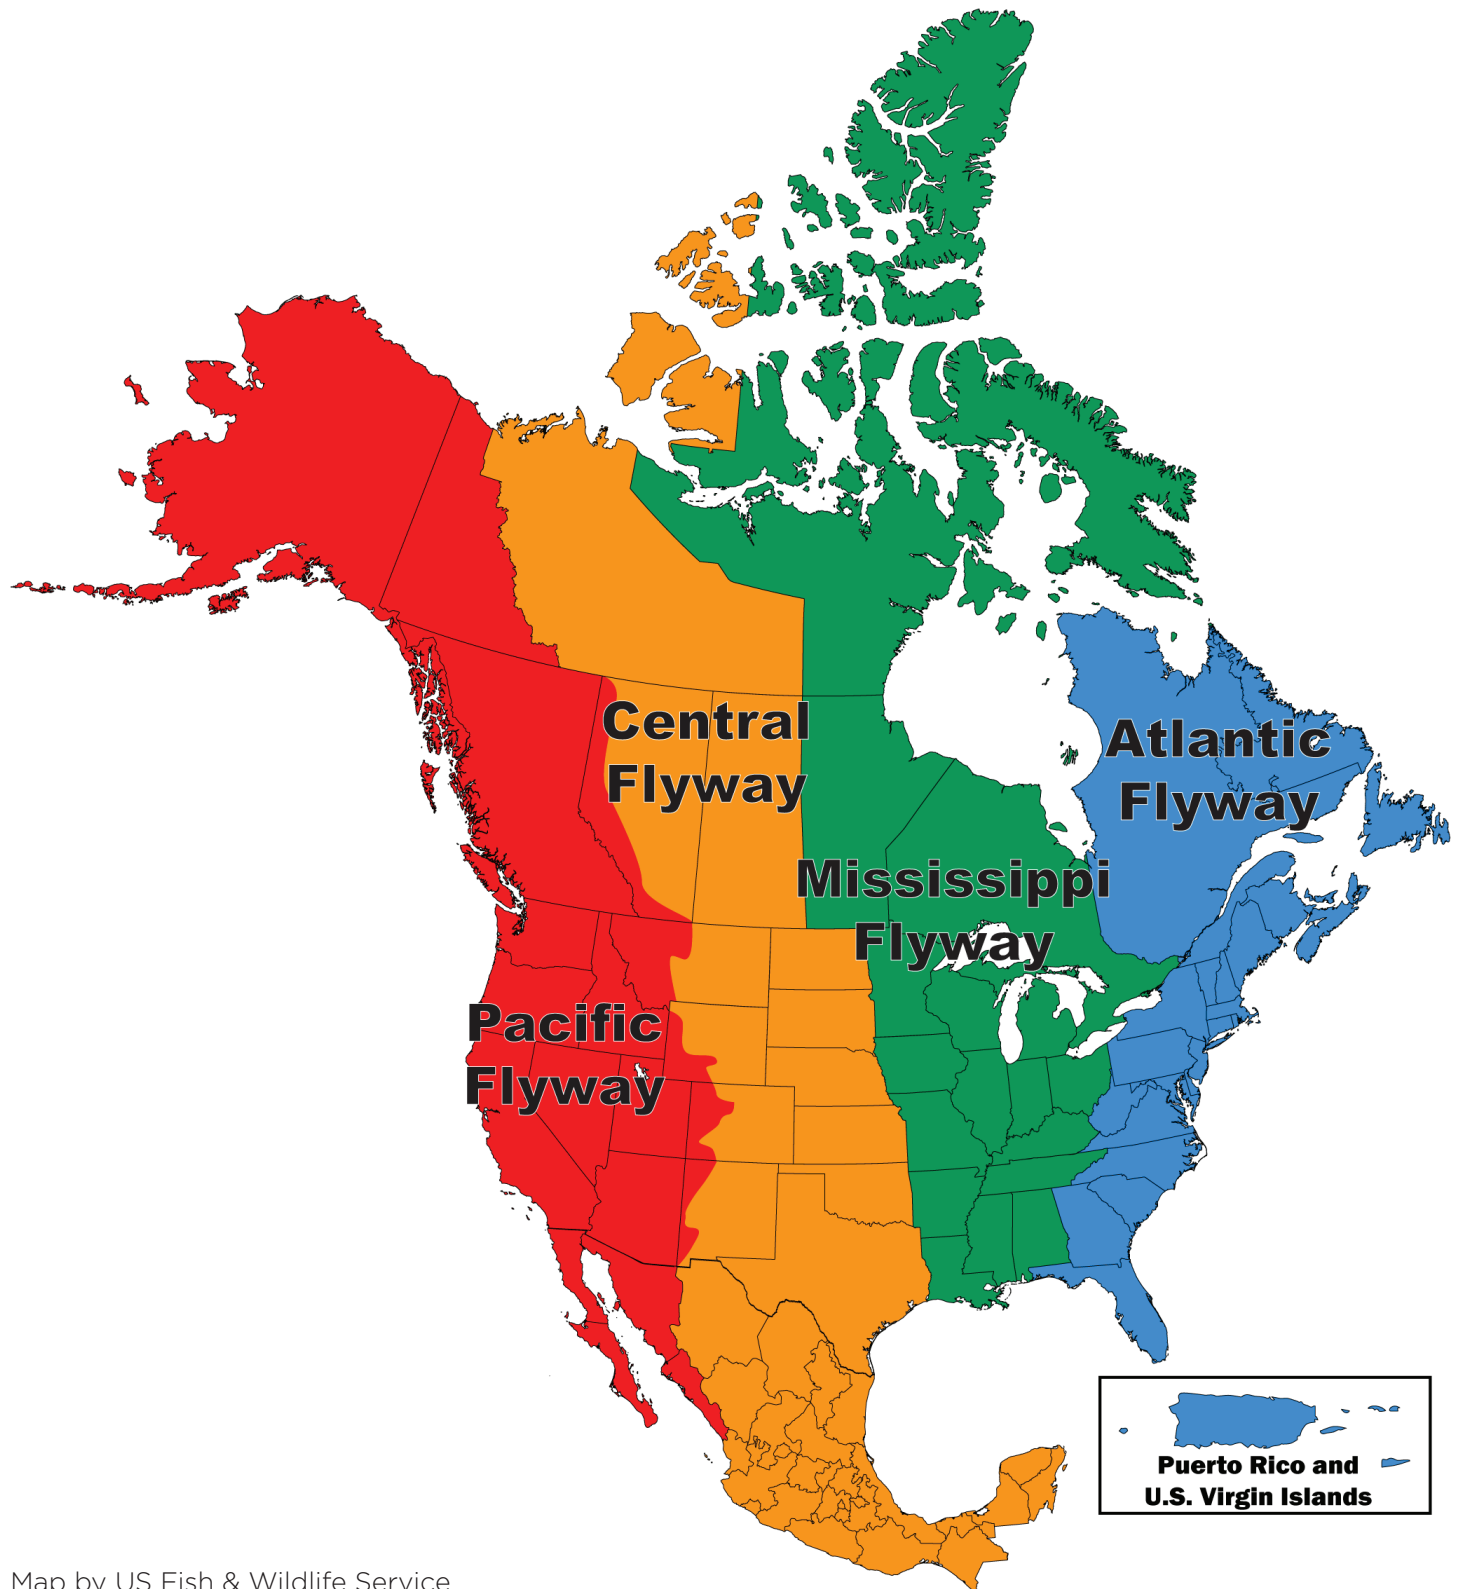 Central
Flyway
Atlantic
Flyway
Mississippi
Flyway
Pacific
Flyway
Puerto Rico and
U.S. Virgin Islands
Map by US Fish & Wildlife Service